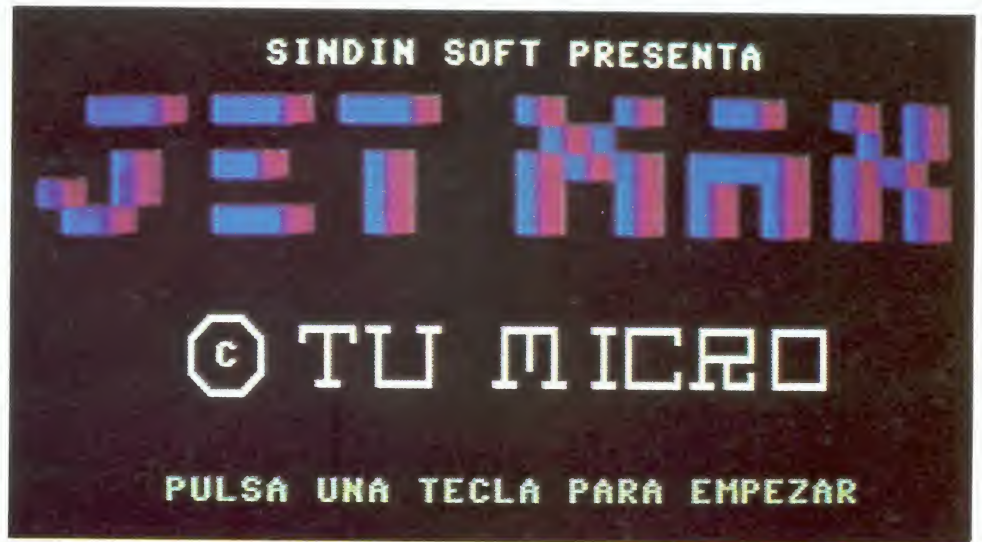 SINDIN SOFT PRESENTA
JET MAX
© TU MICRO
PULSA UNA TECLA PARA EMPEZAR